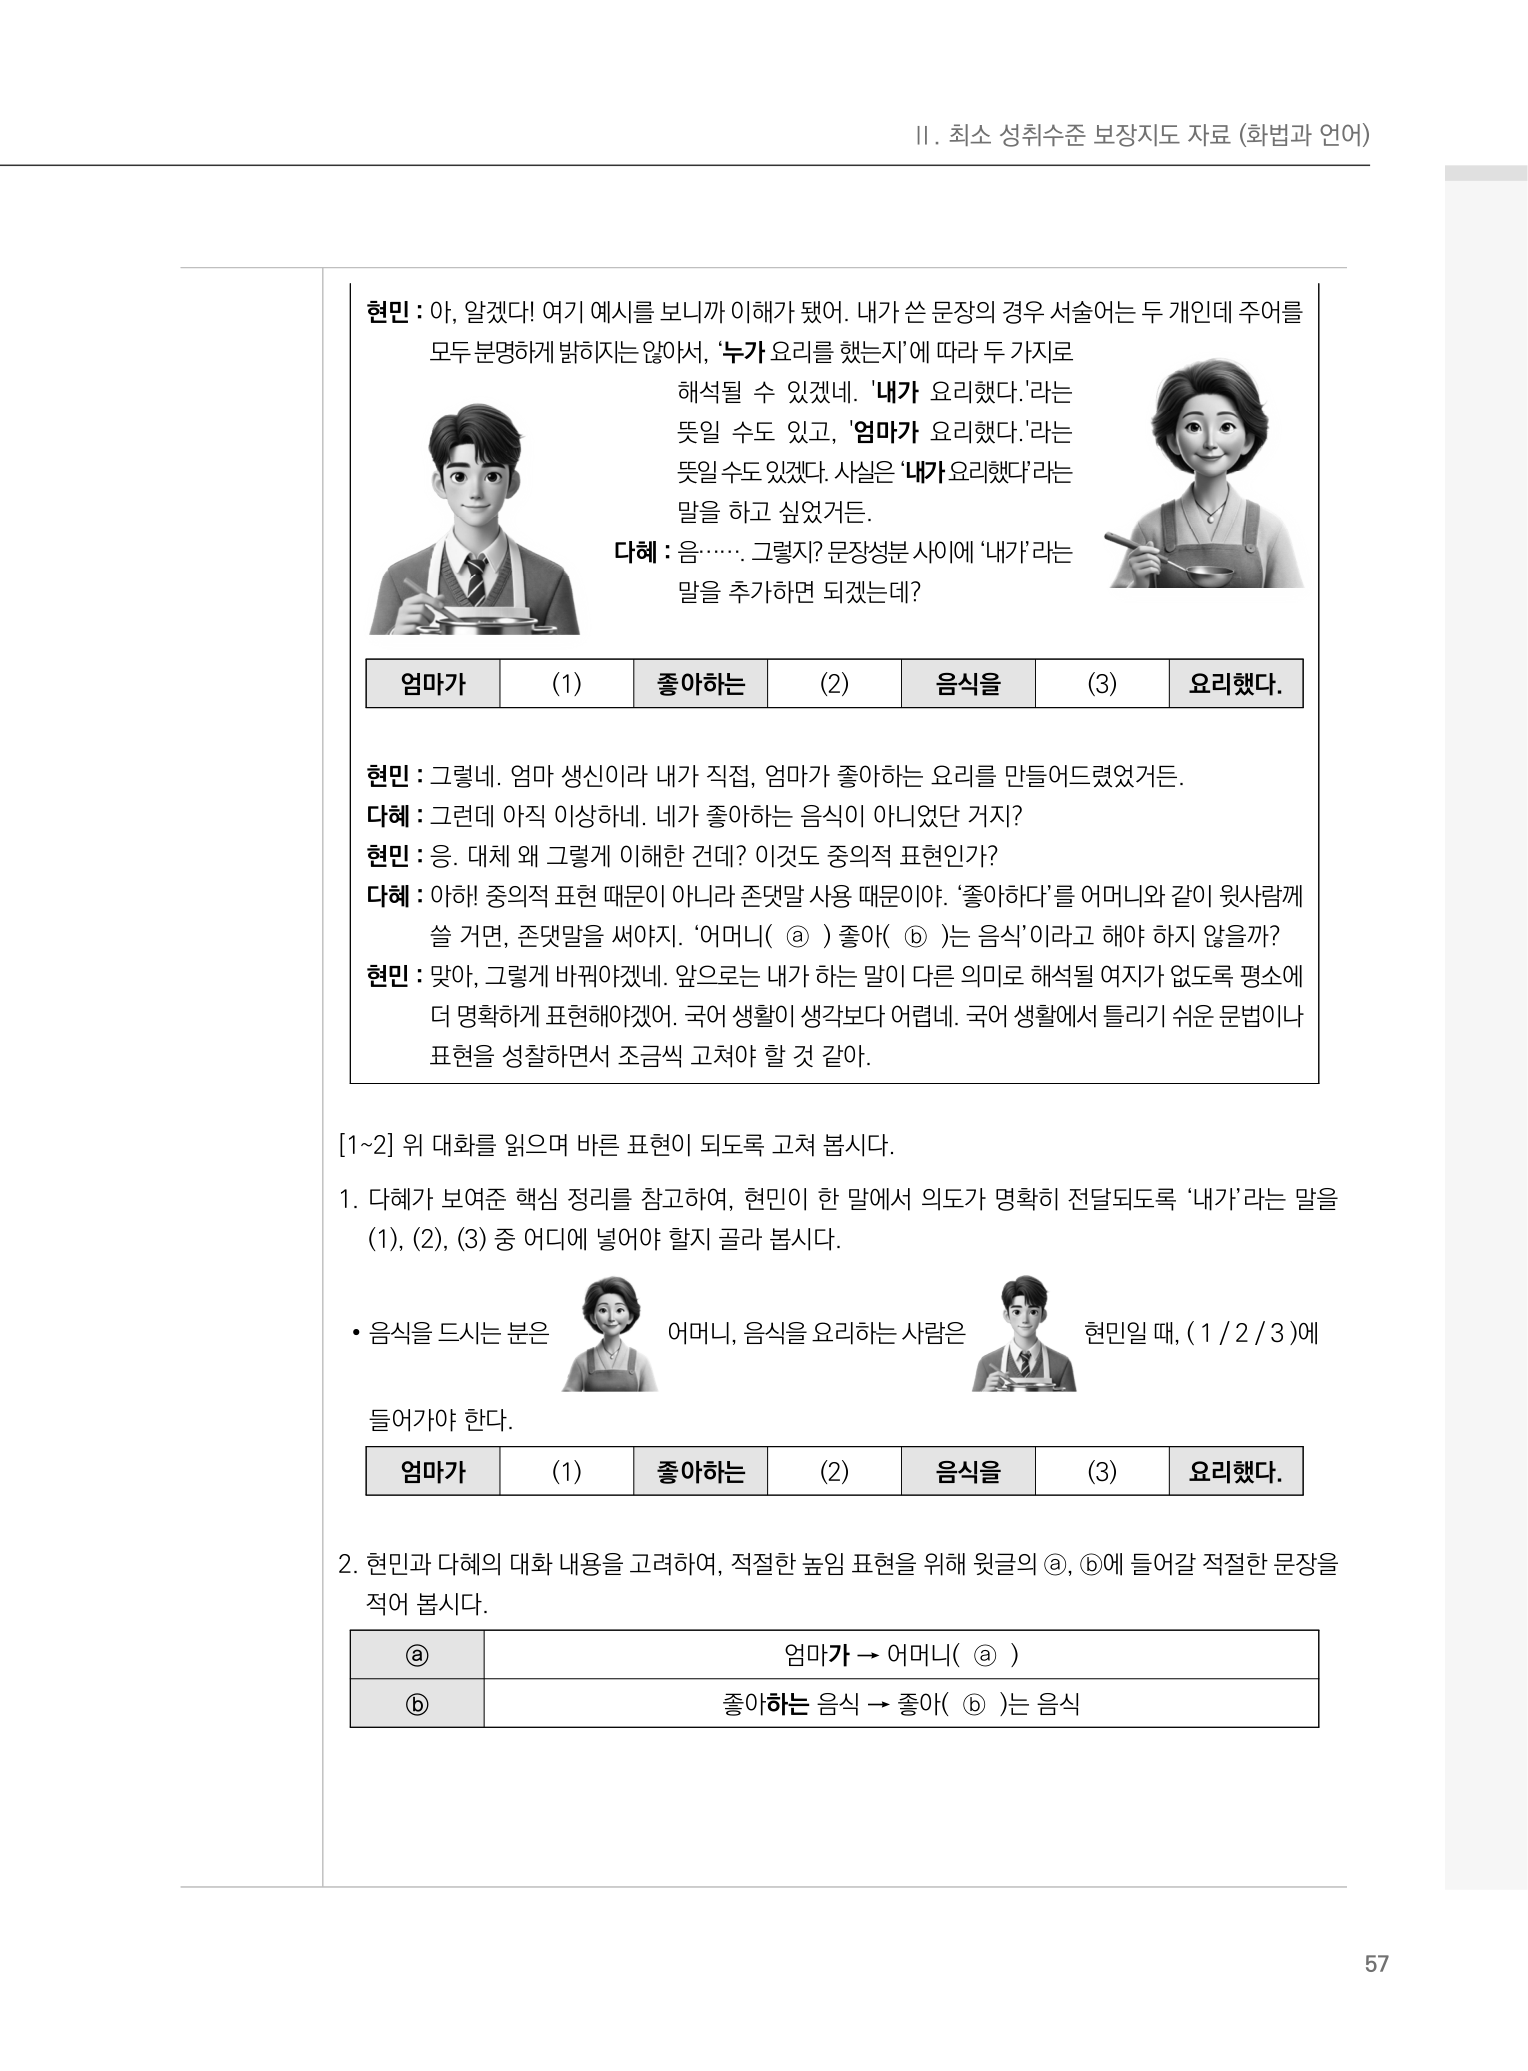 Ⅱ. 최소 성취수준 보장지도 자료 (화법과 언어)
현민 : 아, 알겠다! 여기 예시를 보니까 이해가 됐어. 내가 쓴 문장의 경우 서술어는 두 개인데 주어를
모두 분명하게 밝히지는 않아서, ‘누가 요리를 했는지’에 따라 두 가지로
해석될 수 있겠네. '내가 요리했다.'라는
뜻일 수도 있고, '엄마가 요리했다.'라는
뜻일 수도 있겠다. 사실은 ‘내가 요리했다’라는
말을 하고 싶었거든.
다혜 : 음……. 그렇지? 문장성분 사이에 ‘내가’라는
말을 추가하면 되겠는데?
엄마가 (1) 좋아하는 (2) 음식을 (3) 요리했다.
현민 : 그렇네. 엄마 생신이라 내가 직접, 엄마가 좋아하는 요리를 만들어드렸었거든.
다혜 : 그런데 아직 이상하네. 네가 좋아하는 음식이 아니었단 거지?
현민 : 응. 대체 왜 그렇게 이해한 건데? 이것도 중의적 표현인가?
다혜 : 아하! 중의적 표현 때문이 아니라 존댓말 사용 때문이야. ‘좋아하다’를 어머니와 같이 윗사람께
쓸 거면, 존댓말을 써야지. ‘어머니( ⓐ ) 좋아( ⓑ )는 음식’이라고 해야 하지 않을까?
현민 : 맞아, 그렇게 바꿔야겠네. 앞으로는 내가 하는 말이 다른 의미로 해석될 여지가 없도록 평소에
더 명확하게 표현해야겠어. 국어 생활이 생각보다 어렵네. 국어 생활에서 틀리기 쉬운 문법이나
표현을 성찰하면서 조금씩 고쳐야 할 것 같아.
[1~2] 위 대화를 읽으며 바른 표현이 되도록 고쳐 봅시다.
1. 다혜가 보여준 핵심 정리를 참고하여, 현민이 한 말에서 의도가 명확히 전달되도록 ‘내가’라는 말을
(1), (2), (3) 중 어디에 넣어야 할지 골라 봅시다.
• 음식을 드시는 분은 어머니, 음식을 요리하는 사람은 현민일 때, ( 1 / 2 / 3 )에
들어가야 한다.
엄마가 (1) 좋아하는 (2) 음식을 (3) 요리했다.
2. 현민과 다혜의 대화 내용을 고려하여, 적절한 높임 표현을 위해 윗글의 ⓐ, ⓑ에 들어갈 적절한 문장을
적어 봅시다.
ⓐ 엄마가 → 어머니( ⓐ )
ⓑ 좋아하는 음식 → 좋아( ⓑ )는 음식
57